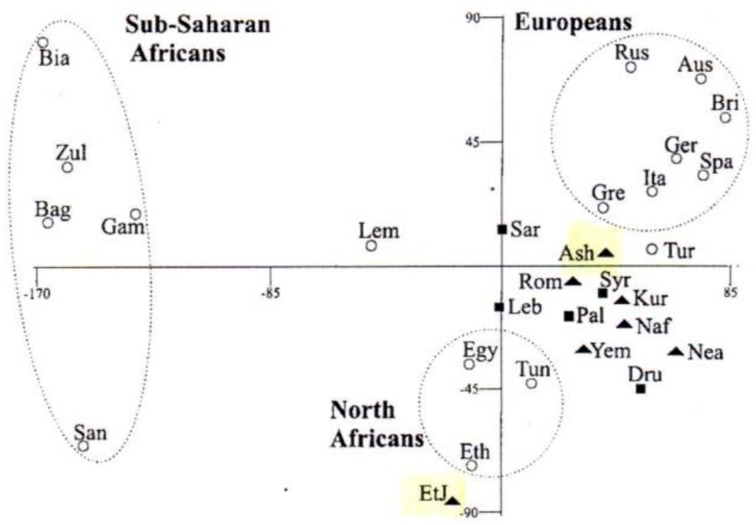 90
Sub-Saharan
Africans
Europeans
Bia
Rus
Aus
Bri
45
Zul
Ger
Spa
Ita
Bag
Gam
Gre
Lem
Sar
Ash
Tur
-170
-85
85
Rom
Syr
Kur
Leb
Pal
Naf
Egy
Yem
Nea
Tun
Dru
-45
North
Africans
San
Eth
EtJ
-90